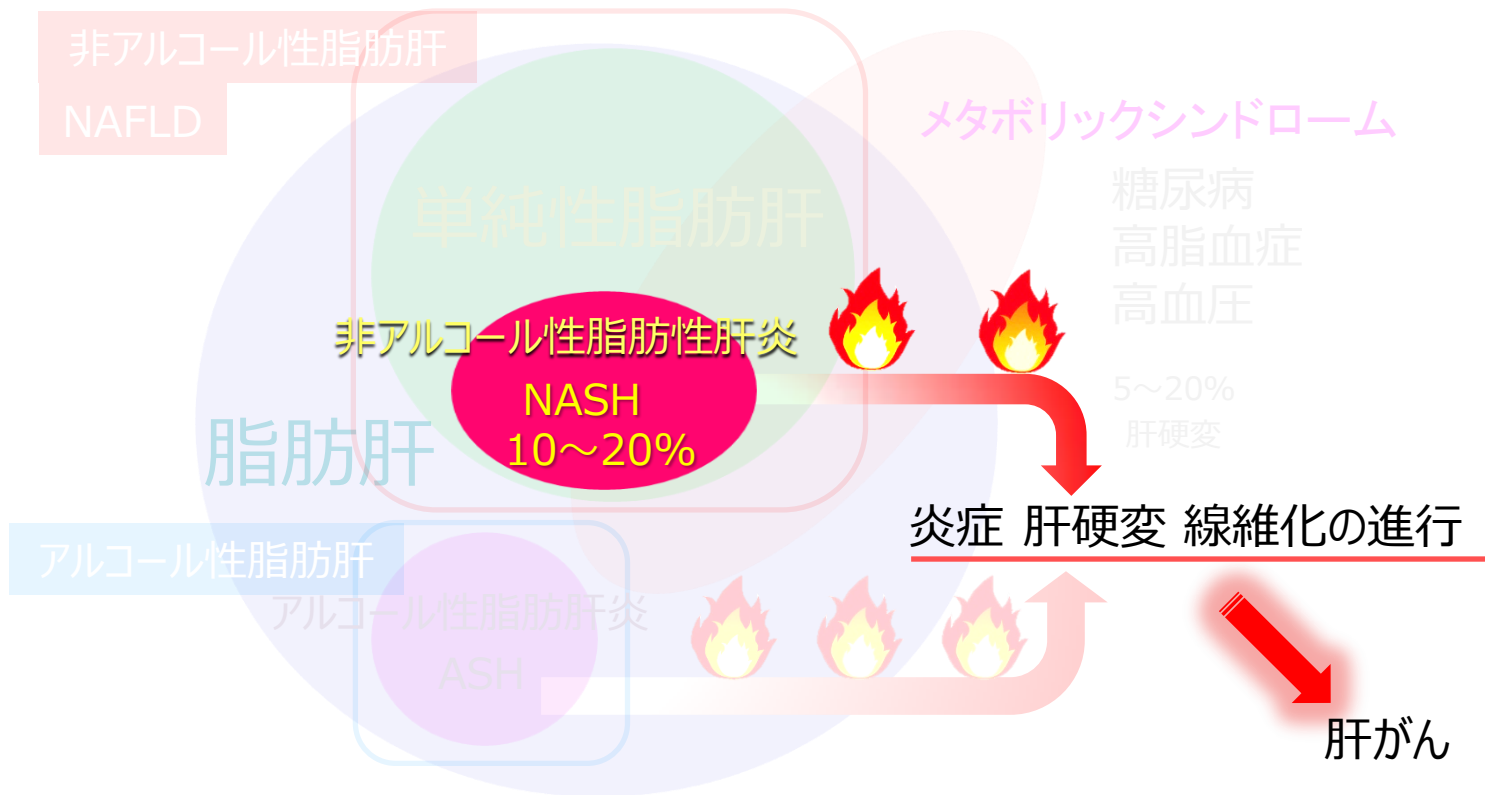 非アルコール性脂肪肝
NAFLD
メタボリックシンドローム
糖尿病
高脂血症
高血圧
単純性脂肪肝
非アルコール性脂肪性肝炎
NASH
10～20%
5～20%
肝硬変
脂肪肝
炎症 肝硬変 線維化の進行
アルコール性脂肪肝
アルコール性脂肪肝炎
ASH
肝がん